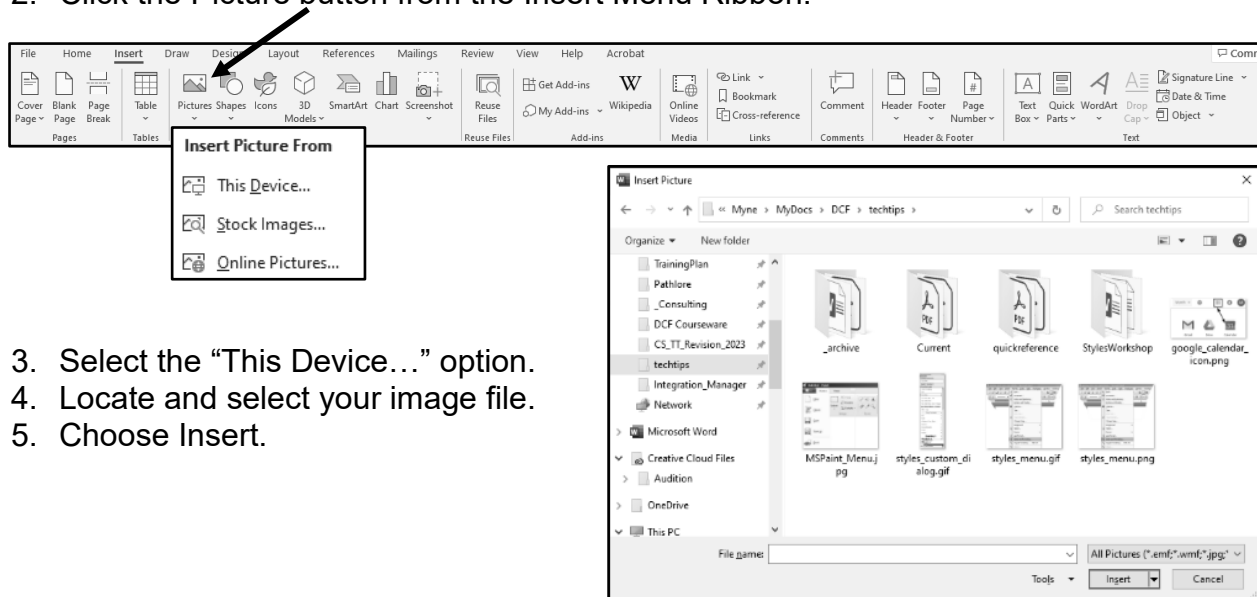 2. Click the Picture button from the Insert Menu Ribbon.
File Home Insert Draw Design Layout References Mailings Review View Help Acrobat Comm
Cover Page Blank Page Page Break Table Pictures Shapes Icons 3D Models SmartArt Chart Screenshot Reuse Files Get Add-ins My Add-ins Wikipedia Online Videos Link Bookmark Cross-reference Comment Header Footer Page Number Text Box Quick Parts WordArt Drop Cap Signature Line Date & Time Object
Pages Tables Reuse Files Add-ins Media Links Comments Header & Footer Text
Insert Picture From
This Device...
Stock Images...
Online Pictures...
3. Select the “This Device…” option.
4. Locate and select your image file.
5. Choose Insert.
Insert Picture
« Myne › MyDocs › DCF › techtips › Search techtips
Organize New folder
TrainingPlan
Pathlore
_Consulting
DCF Courseware
CS_TT_Revision_2023
techtips
Integration_Manager
Network
Microsoft Word
Creative Cloud Files
Audition
OneDrive
This PC
_archive Current quickreference StylesWorkshop google_calendar_
icon.png
MSPaint_Menu.j styles_custom_di styles_menu.gif styles_menu.png
pg alog.gif
File name: All Pictures (*.emf;*.wmf;*.jpg;*
Tools Insert Cancel